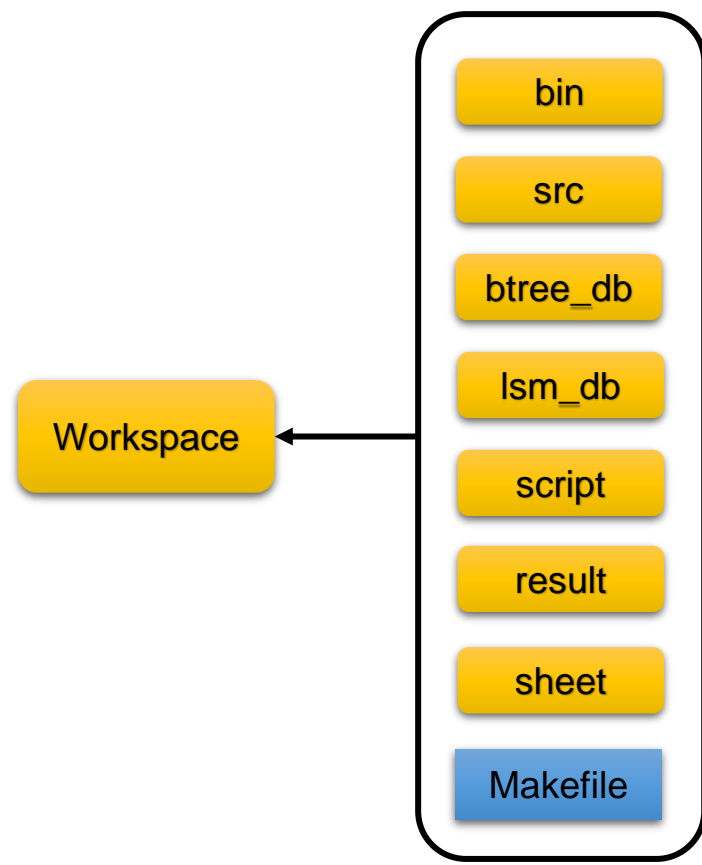 bin
src
btree_db
lsm_db
Workspace
script
result
sheet
Makefile